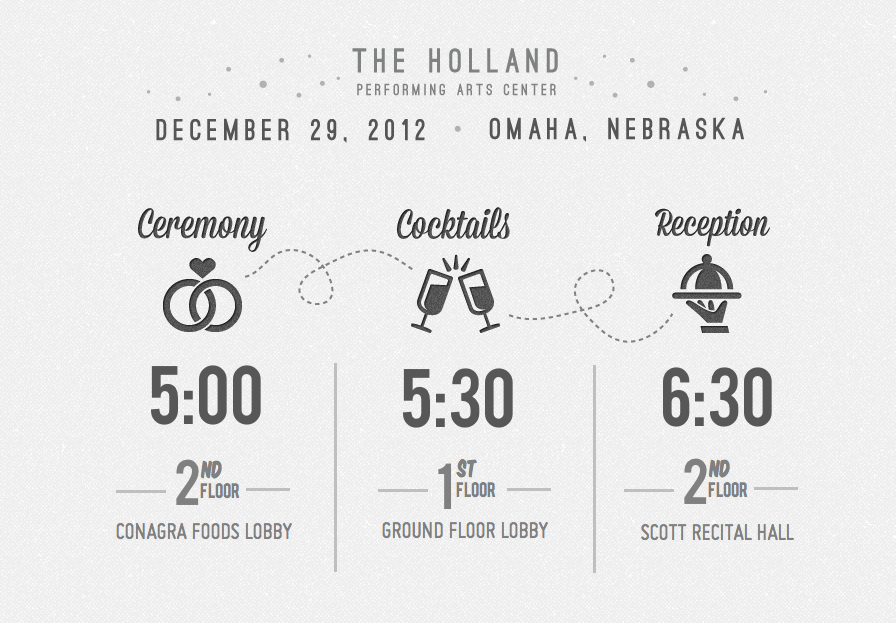 THE HOLLAND
PERFORMING ARTS CENTER
DECEMBER 29, 2012 • OMAHA, NEBRASKA
Ceremony
5:00
2ND FLOOR
CONAGRA FOODS LOBBY
Cocktails
5:30
1ST FLOOR
GROUND FLOOR LOBBY
Reception
6:30
2ND FLOOR
SCOTT RECITAL HALL